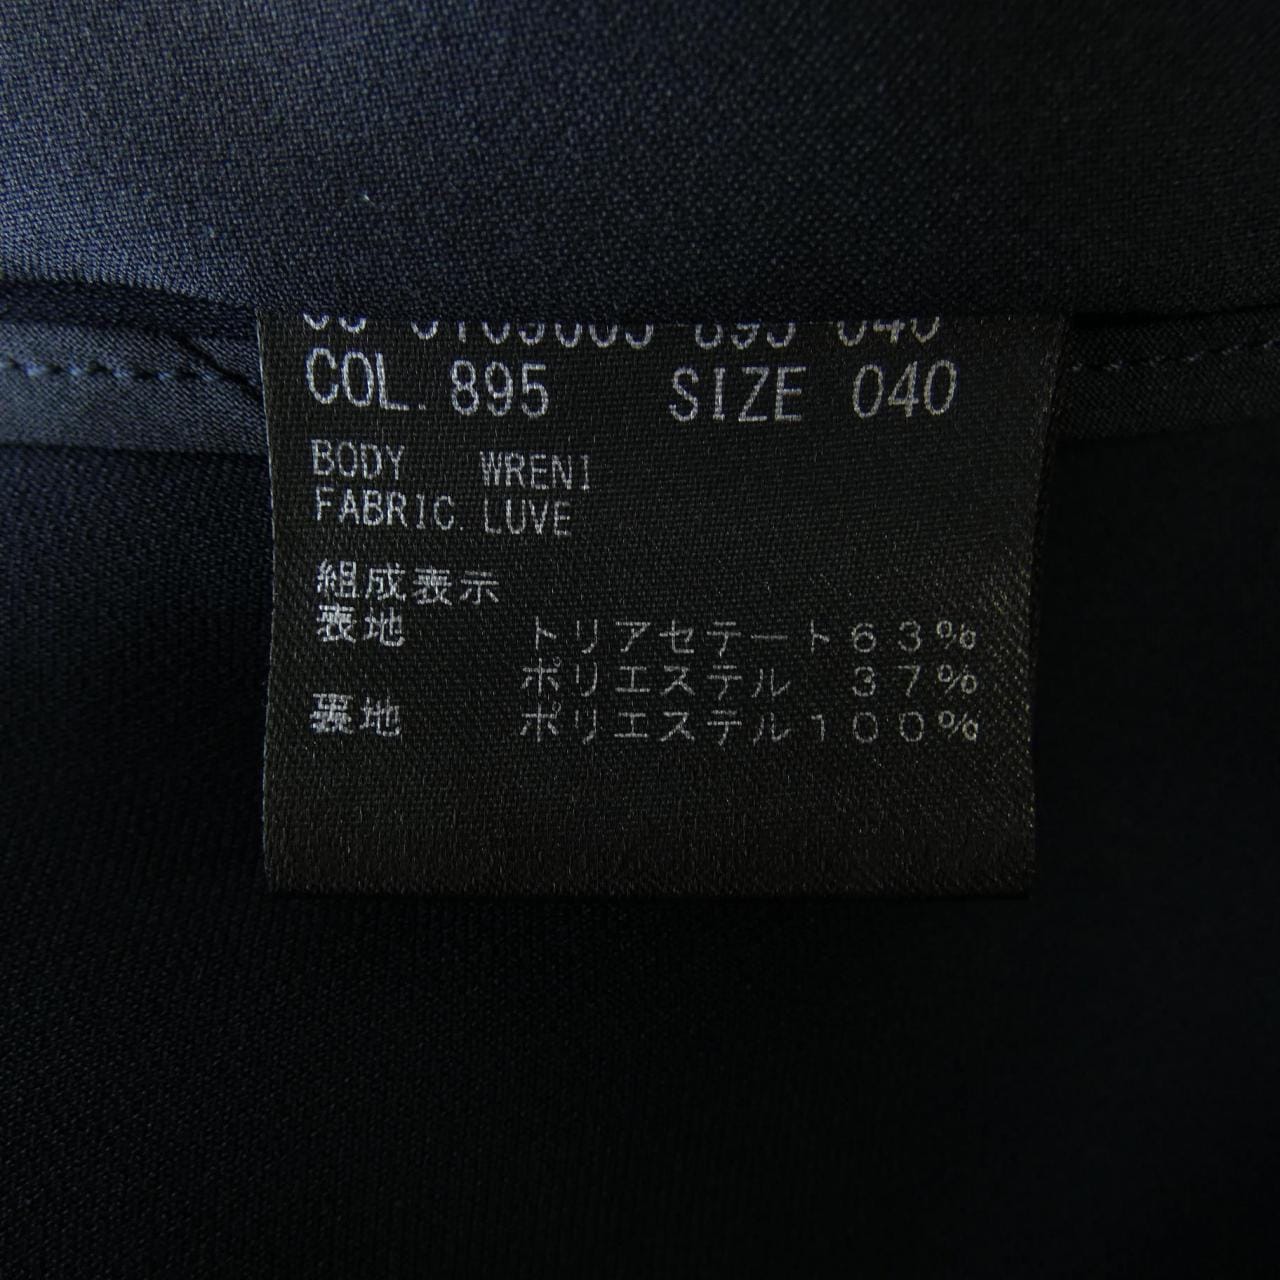 895 040
COL. 895 SIZE 040
BODY WRENI
FABRIC. LUVE
組成表示
表地 トリアセテート63%
ポリエステル 37%
裏地 ポリエステル100%